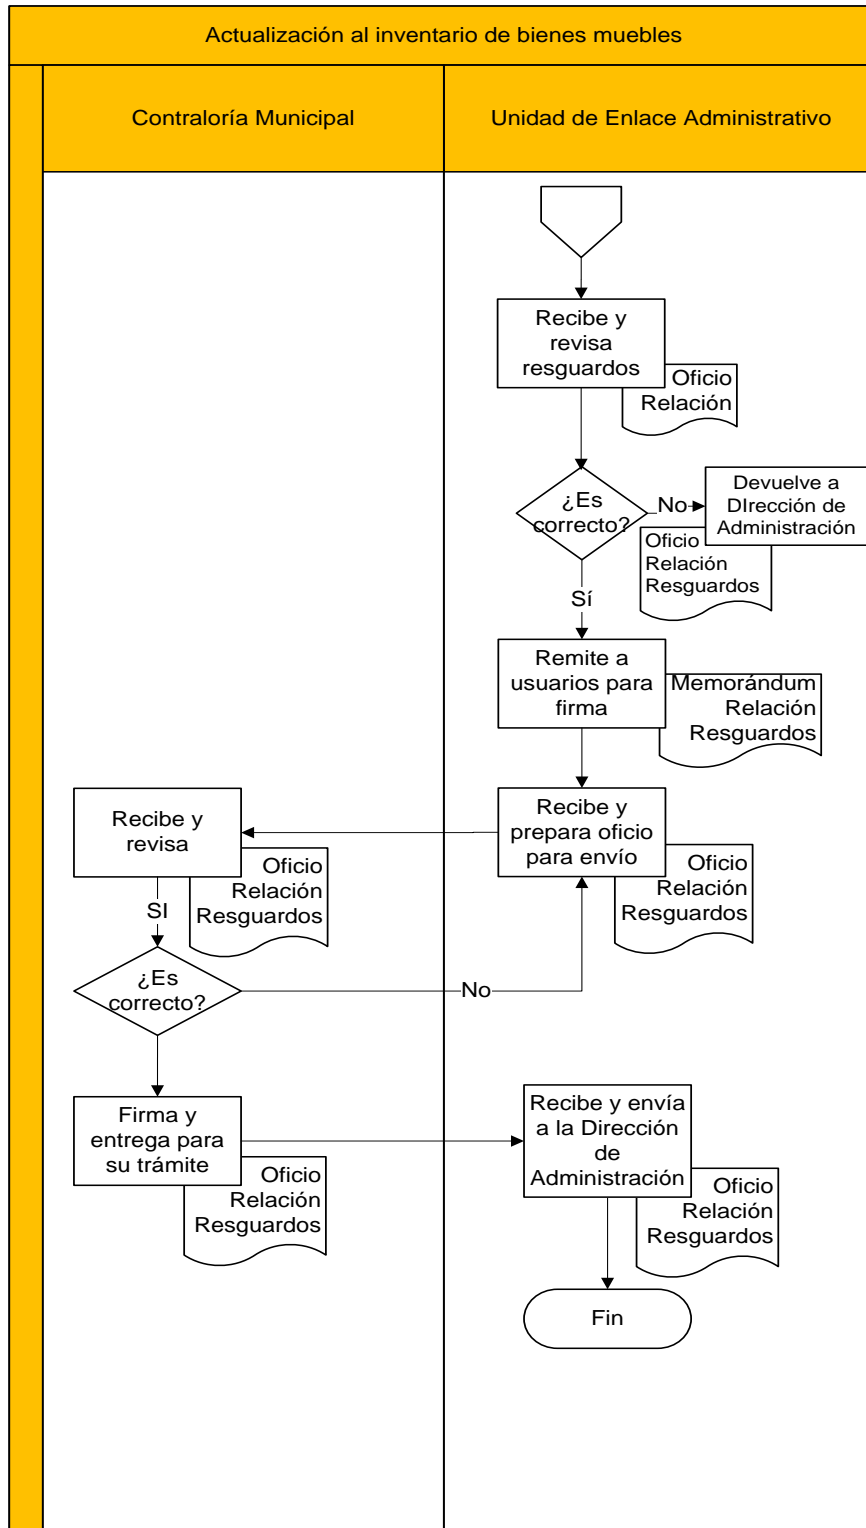 Actualización al inventario de bienes muebles
Contraloría Municipal
Unidad de Enlace Administrativo
Recibe y
revisa
resguardos
Oficio
Relación
¿Es
correcto?
No
Devuelve a
DIrección de
Administración
Oficio
Relación
Resguardos
Sí
Remite a
usuarios para
firma
Memorándum
Relación
Resguardos
Recibe y
prepara oficio
para envío
Oficio
Relación
Resguardos
Recibe y
revisa
Oficio
Relación
Resguardos
SI
¿Es
correcto?
No
Firma y
entrega para
su trámite
Oficio
Relación
Resguardos
Recibe y envía
a la Dirección
de
Administración
Oficio
Relación
Resguardos
Fin